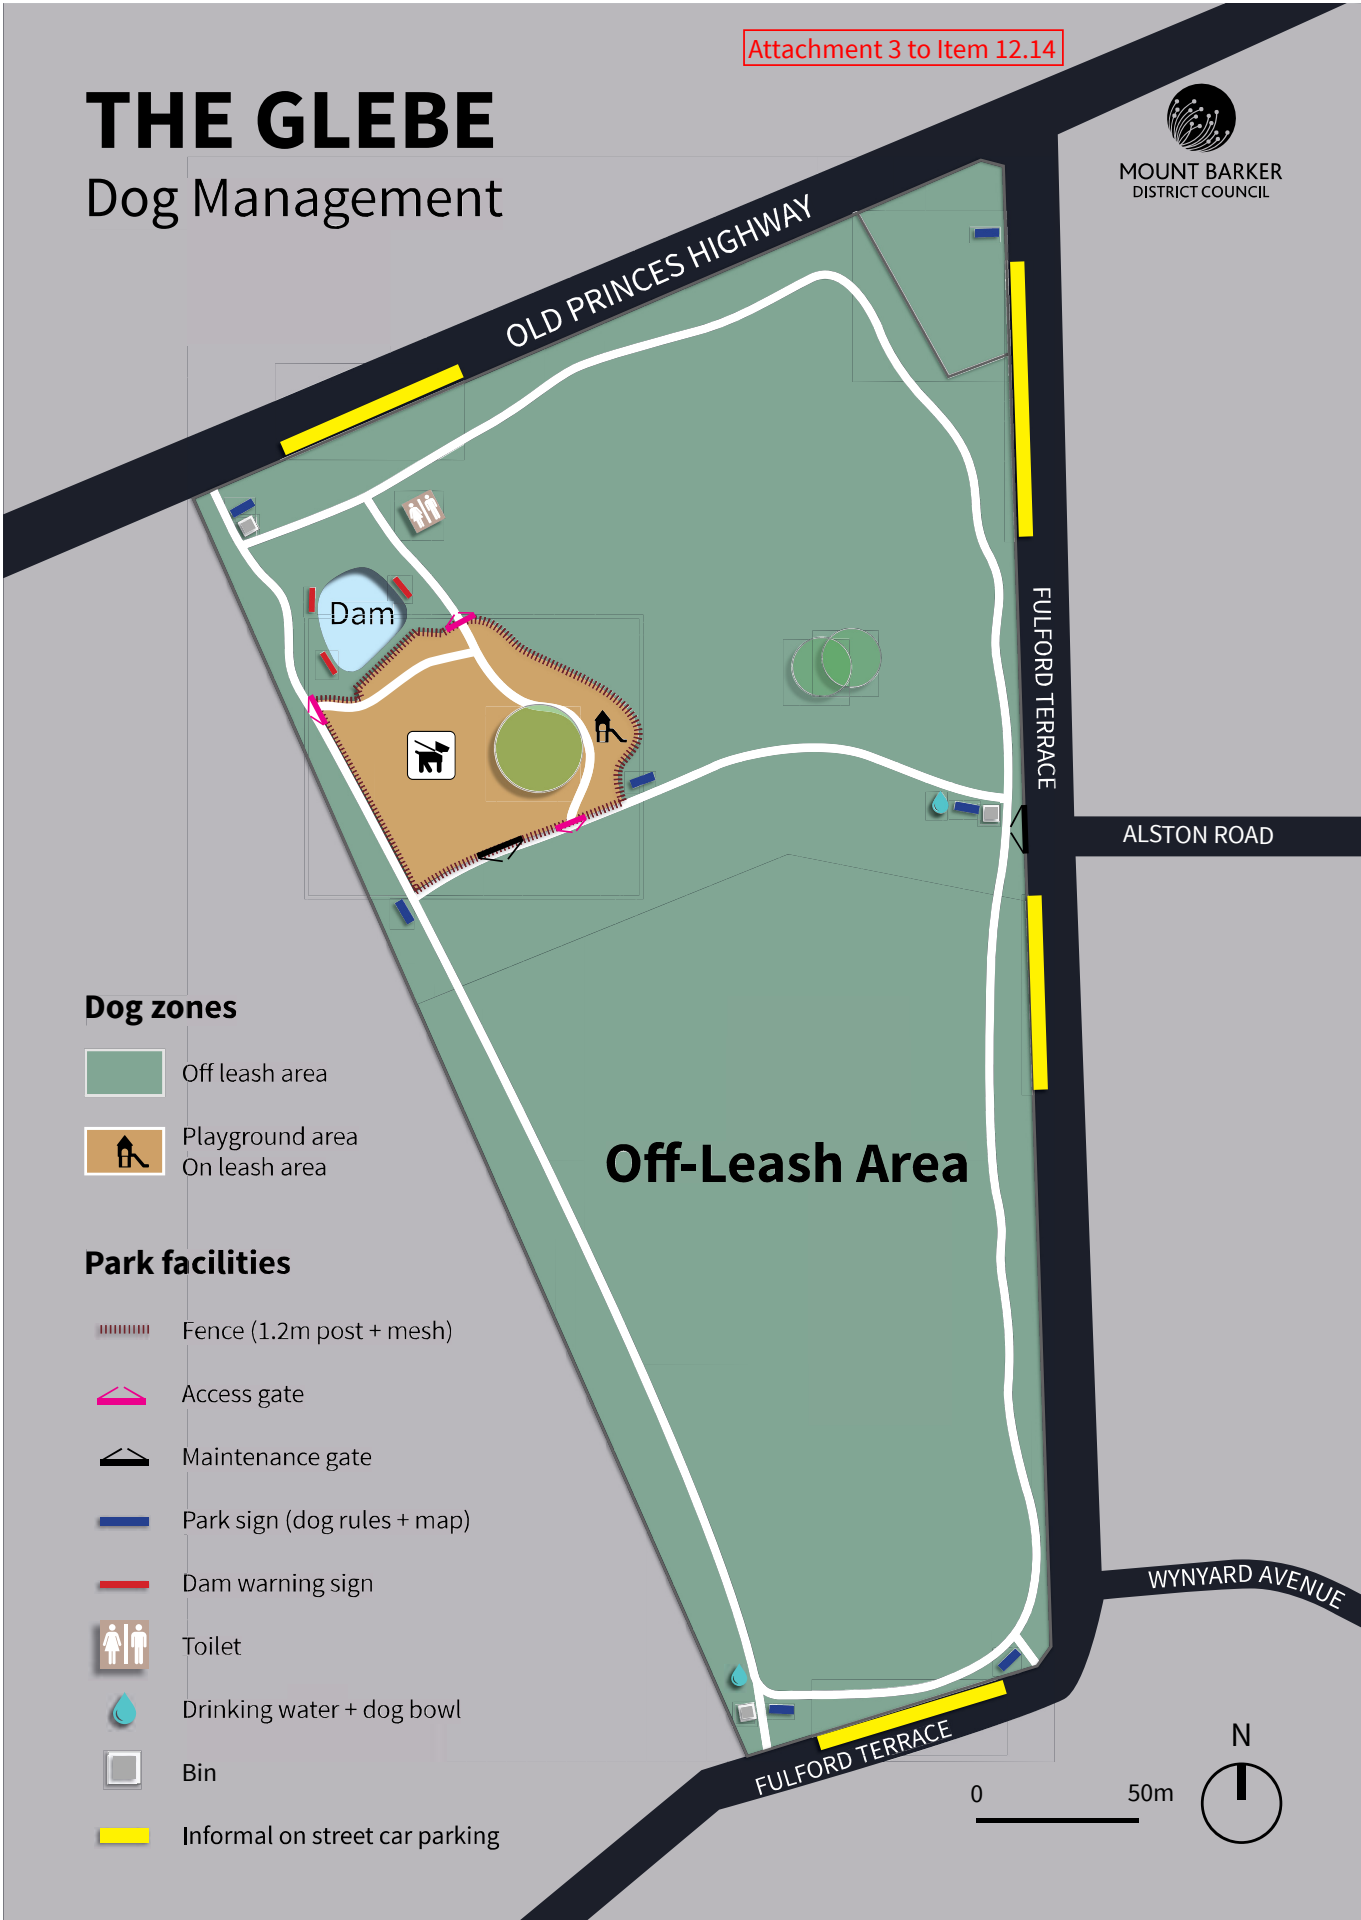 Attachment 3 to Item 12.14
THE GLEBE
Dog Management
MOUNT BARKER
DISTRICT COUNCIL
OLD PRINCES HIGHWAY
Dam
FULFORD TERRACE
ALSTON ROAD
Dog zones
Off leash area
Playground area
On leash area
Off-Leash Area
Park facilities
Fence (1.2m post + mesh)
Access gate
Maintenance gate
Park sign (dog rules + map)
Dam warning sign
WYNYARD AVENUE
Toilet
Drinking water + dog bowl
FULFORD TERRACE
N
Bin
0 50m
Informal on street car parking